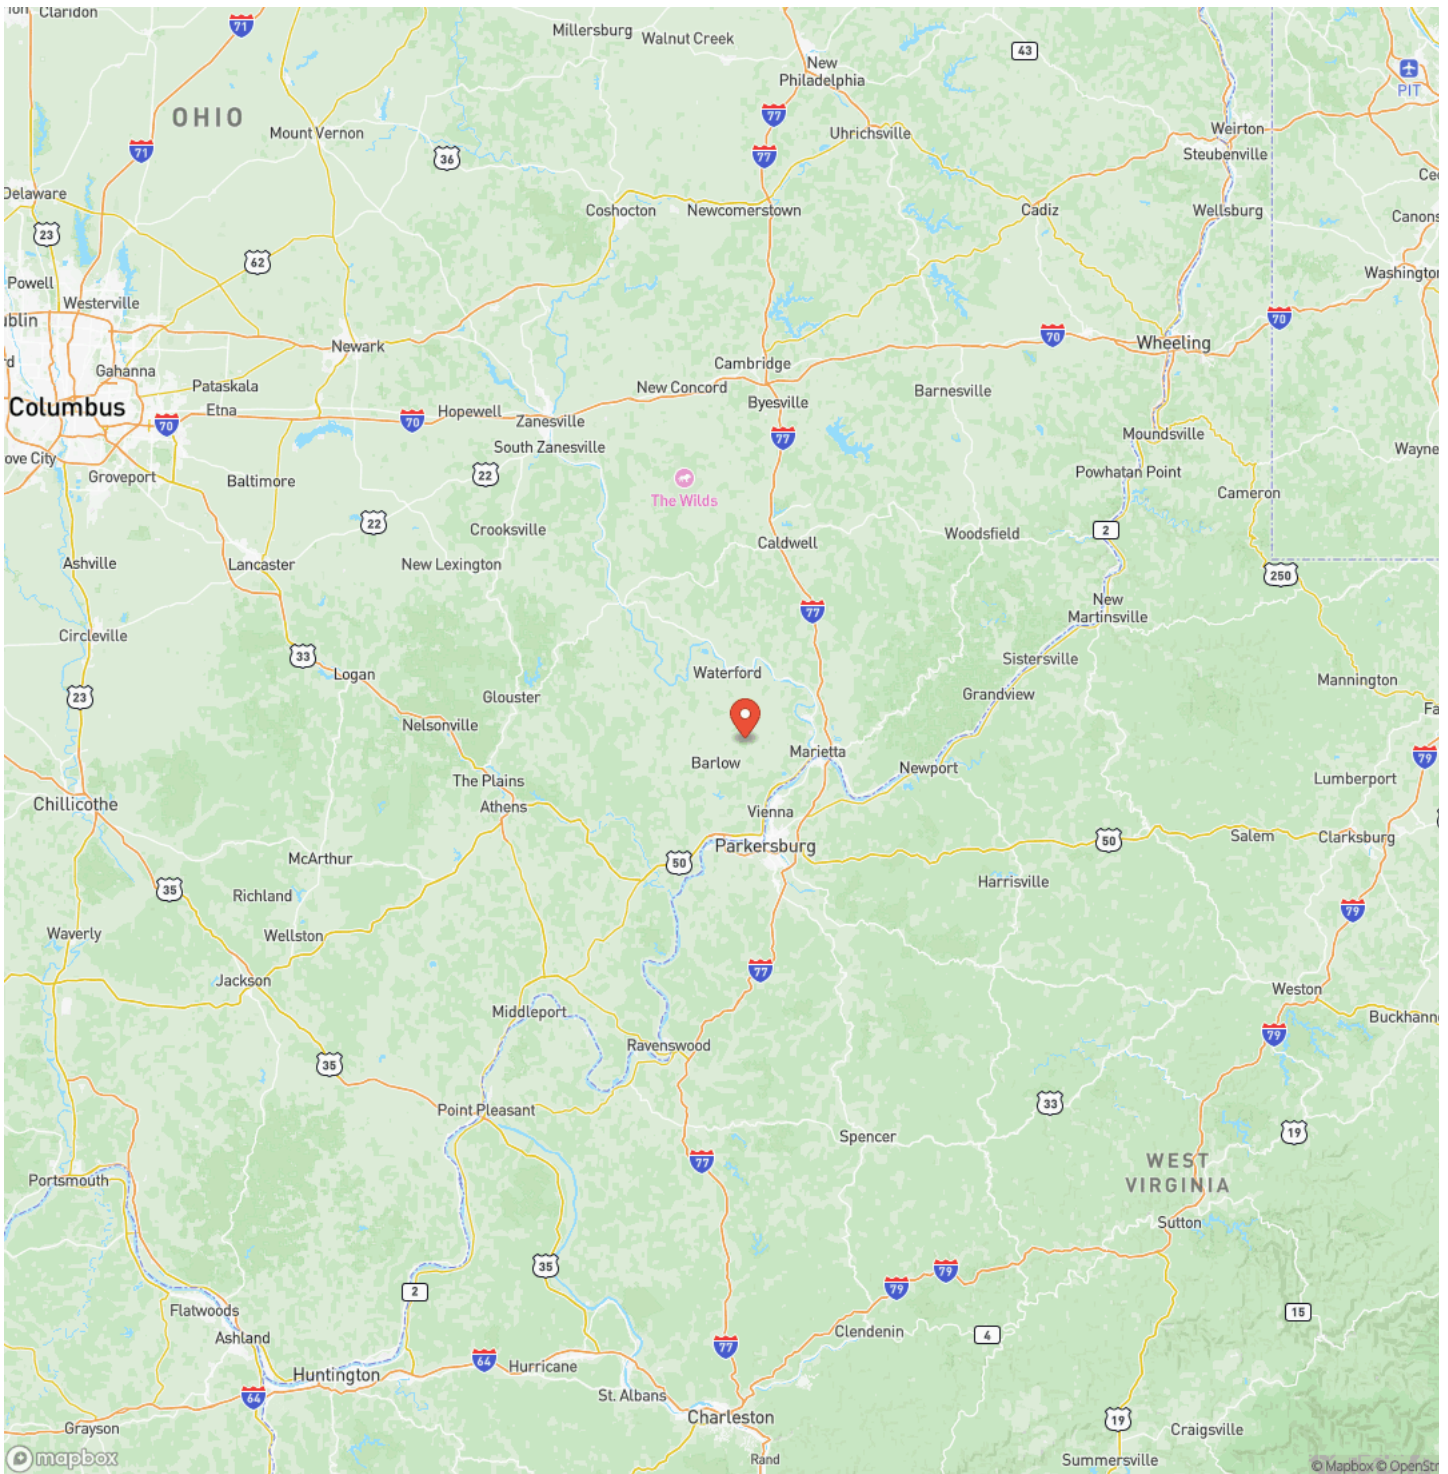 Claridon
71
Millersburg
Walnut Creek
43
New
Philadelphia
PIT
OHIO
77
Mount Vernon
Uhrichsville
Weirton
71
36
77
Steubenville
Delaware
Coshocton
Newcomerstown
Cadiz
Wellsburg
Canons
23
62
Powell
Washington
Westerville
70
70
Newark
Wheeling
Gahanna
Cambridge
Pataskala
New Concord
Barnesville
Columbus
Etna
Hopewell
Byesville
70
70
Zanesville
77
Moundsville
South Zanesville
ove City
Wayne
Groveport
Baltimore
22
Powhatan Point
The Wilds
Cameron
22
Crooksville
2
Woodsfield
Caldwell
Ashville
Lancaster
New Lexington
250
77
New
Martinsville
Circleville
33
Sistersville
Logan
Waterford
Mannington
23
Glouster
Grandview
Fa
Nelsonville
Marietta
79
Barlow
Newport
The Plains
Lumberport
Chillicothe
Athens
Vienna
50
Salem
Clarksburg
Parkersburg
McArthur
50
35
Harrisville
Richland
79
Waverly
Wellston
77
Jackson
Weston
Middleport
Buckhann
79
Ravenswood
35
33
Point Pleasant
19
Spencer
77
WEST
VIRGINIA
Portsmouth
Sutton
35
79
79
2
Flatwoods
15
Clendenin
4
Ashland
77
64
Hurricane
Huntington
64
St. Albans
Charleston
19
Grayson
Craigsville
mapbox
Rand
Summersville
© Mapbox © OpenStr